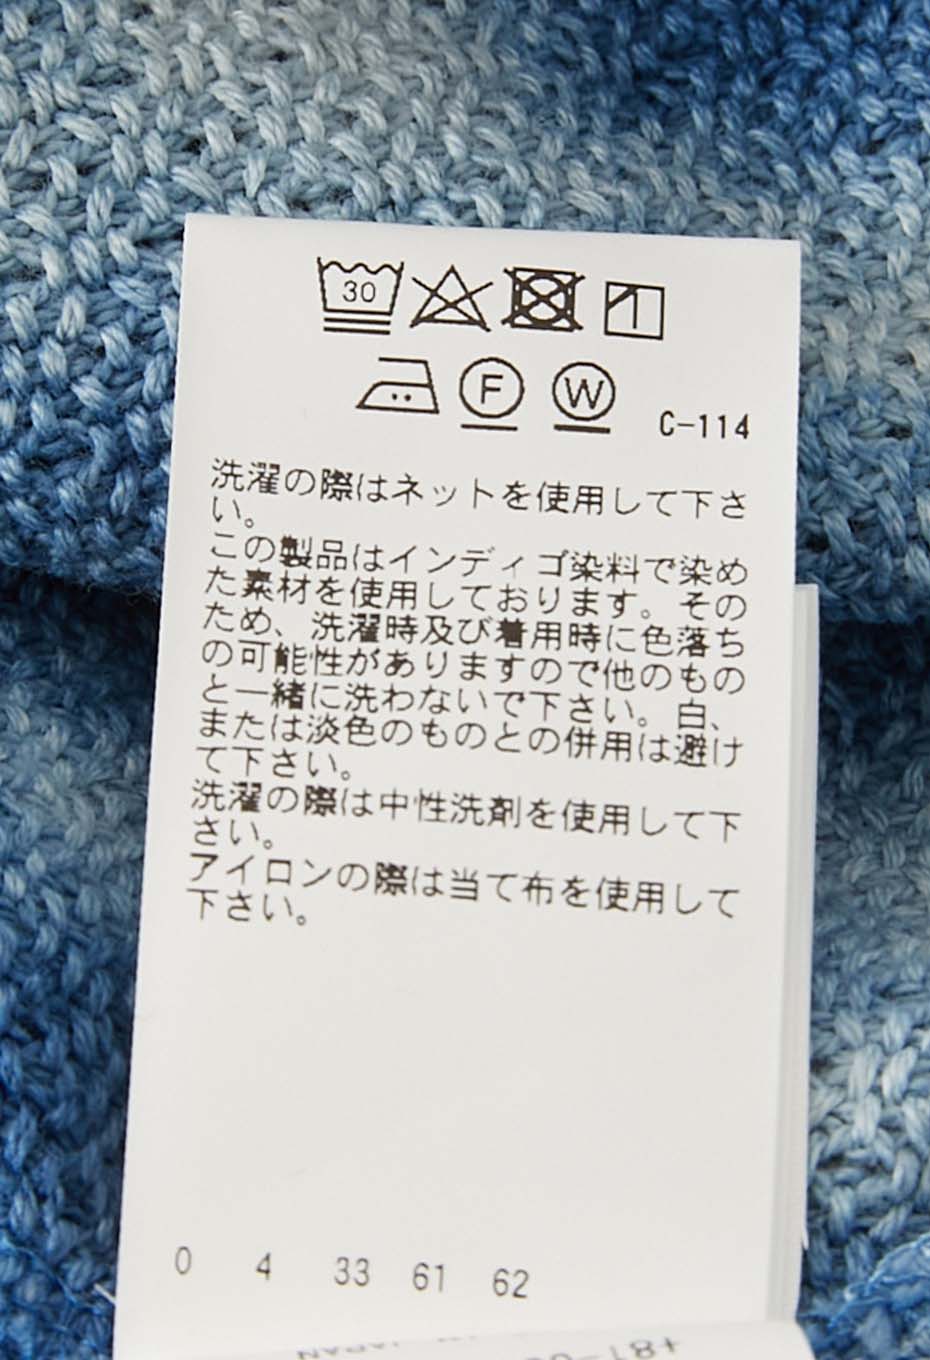 30
F W C-114
洗濯の際はネットを使用して下さ
い。
この製品はインディゴ染料で染め
た素材を使用しております。その
ため、洗濯時及び着用時に色落ち
の可能性がありますので他のもの
と一緒に洗わないで下さい。白、
または淡色のものとの併用は避け
て下さい。
洗濯の際は中性洗剤を使用して下
さい。
アイロンの際は当て布を使用して
下さい。
0 4 33 61 62
JAPAN